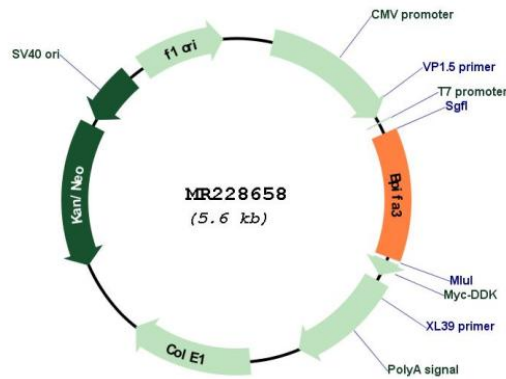 CMV promoter
VP1.5 primer
T7 promoter
SgfI
Bpifa3
MluI
Myc-DDK
XL39 primer
PolyA signal
Col E1
Kan/Neo
SV40 ori
f1 ori
MR228658
(5.6 kb)